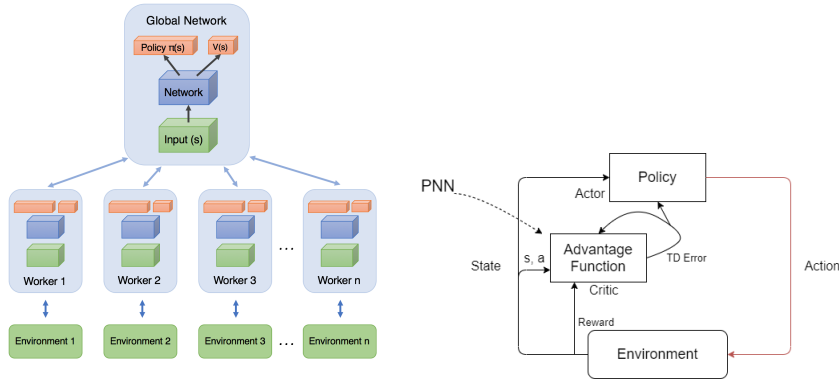 Global Network
Policy π(s)
V(s)
Network
Input (s)
Worker 1
Worker 2
Worker 3
...
Worker n
Environment 1
Environment 2
Environment 3
...
Environment n
PNN
Policy
Actor
Advantage
Function
TD Error
State
s, a
Critic
Action
Reward
Environment